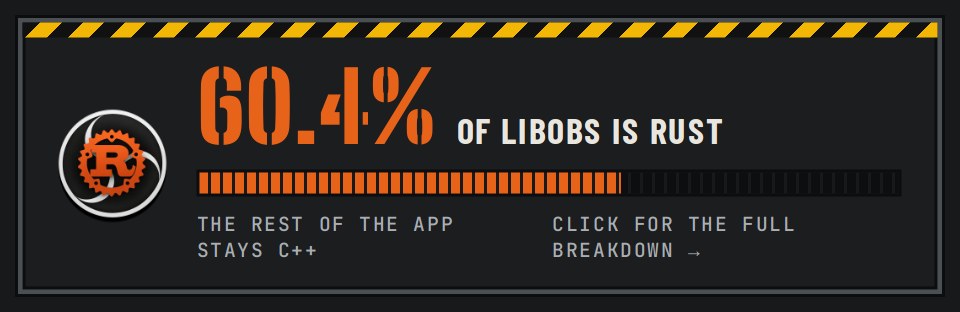 60.4% OF LIBOBS IS RUST
R
THE REST OF THE APP
STAYS C++
CLICK FOR THE FULL
BREAKDOWN →